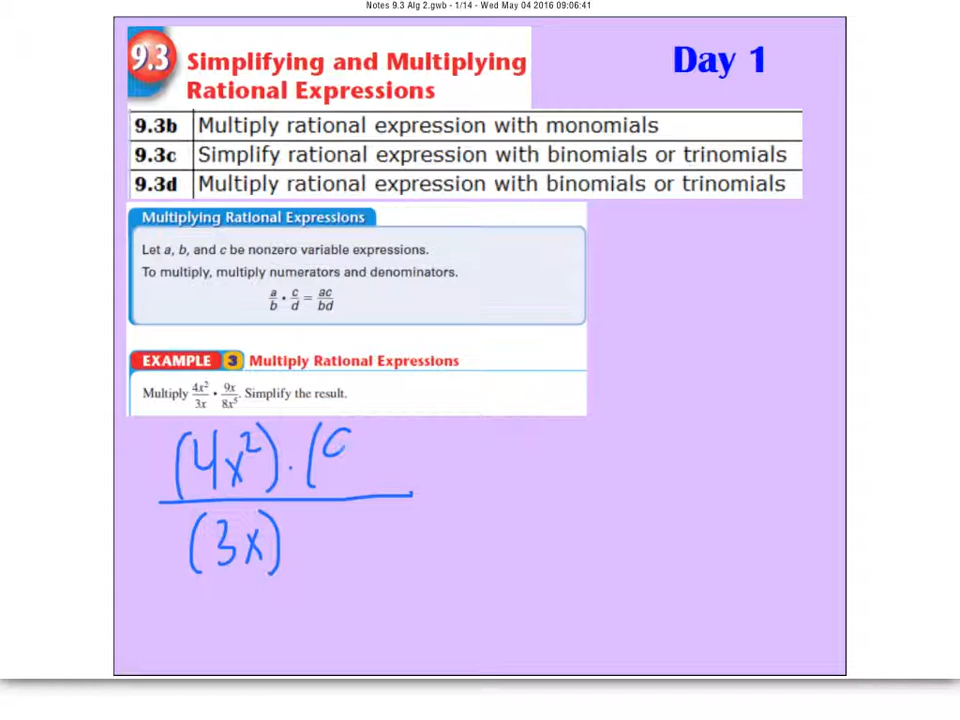 Notes 9.3 Alg 2.gwb - 1/14 - Wed May 04 2016 09:06:41
9.3 Simplifying and Multiplying
Rational Expressions
Day 1
9.3b Multiply rational expression with monomials
9.3c Simplify rational expression with binomials or trinomials
9.3d Multiply rational expression with binomials or trinomials
Multiplying Rational Expressions
Let a, b, and c be nonzero variable expressions.
To multiply, multiply numerators and denominators.
a/b · c/d = ac/bd
EXAMPLE 3 Multiply Rational Expressions
Multiply 4x²/3x · 9x/8x⁵. Simplify the result.
(4x²) · (
(3x)